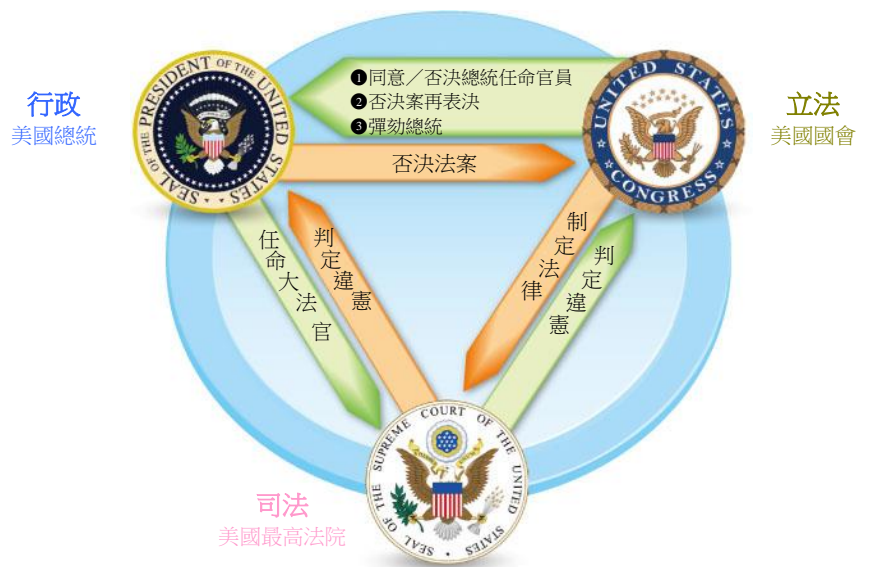 行政
美國總統
SEAL OF THE PRESIDENT OF THE UNITED STATES
❶同意／否決總統任命官員
❷否決案再表決
❸彈劾總統
否決法案
UNITED STATES CONGRESS
立法
美國國會
任命大法官
判定違憲
制定法律
判定違憲
SEAL OF THE SUPREME COURT OF THE UNITED STATES
司法
美國最高法院